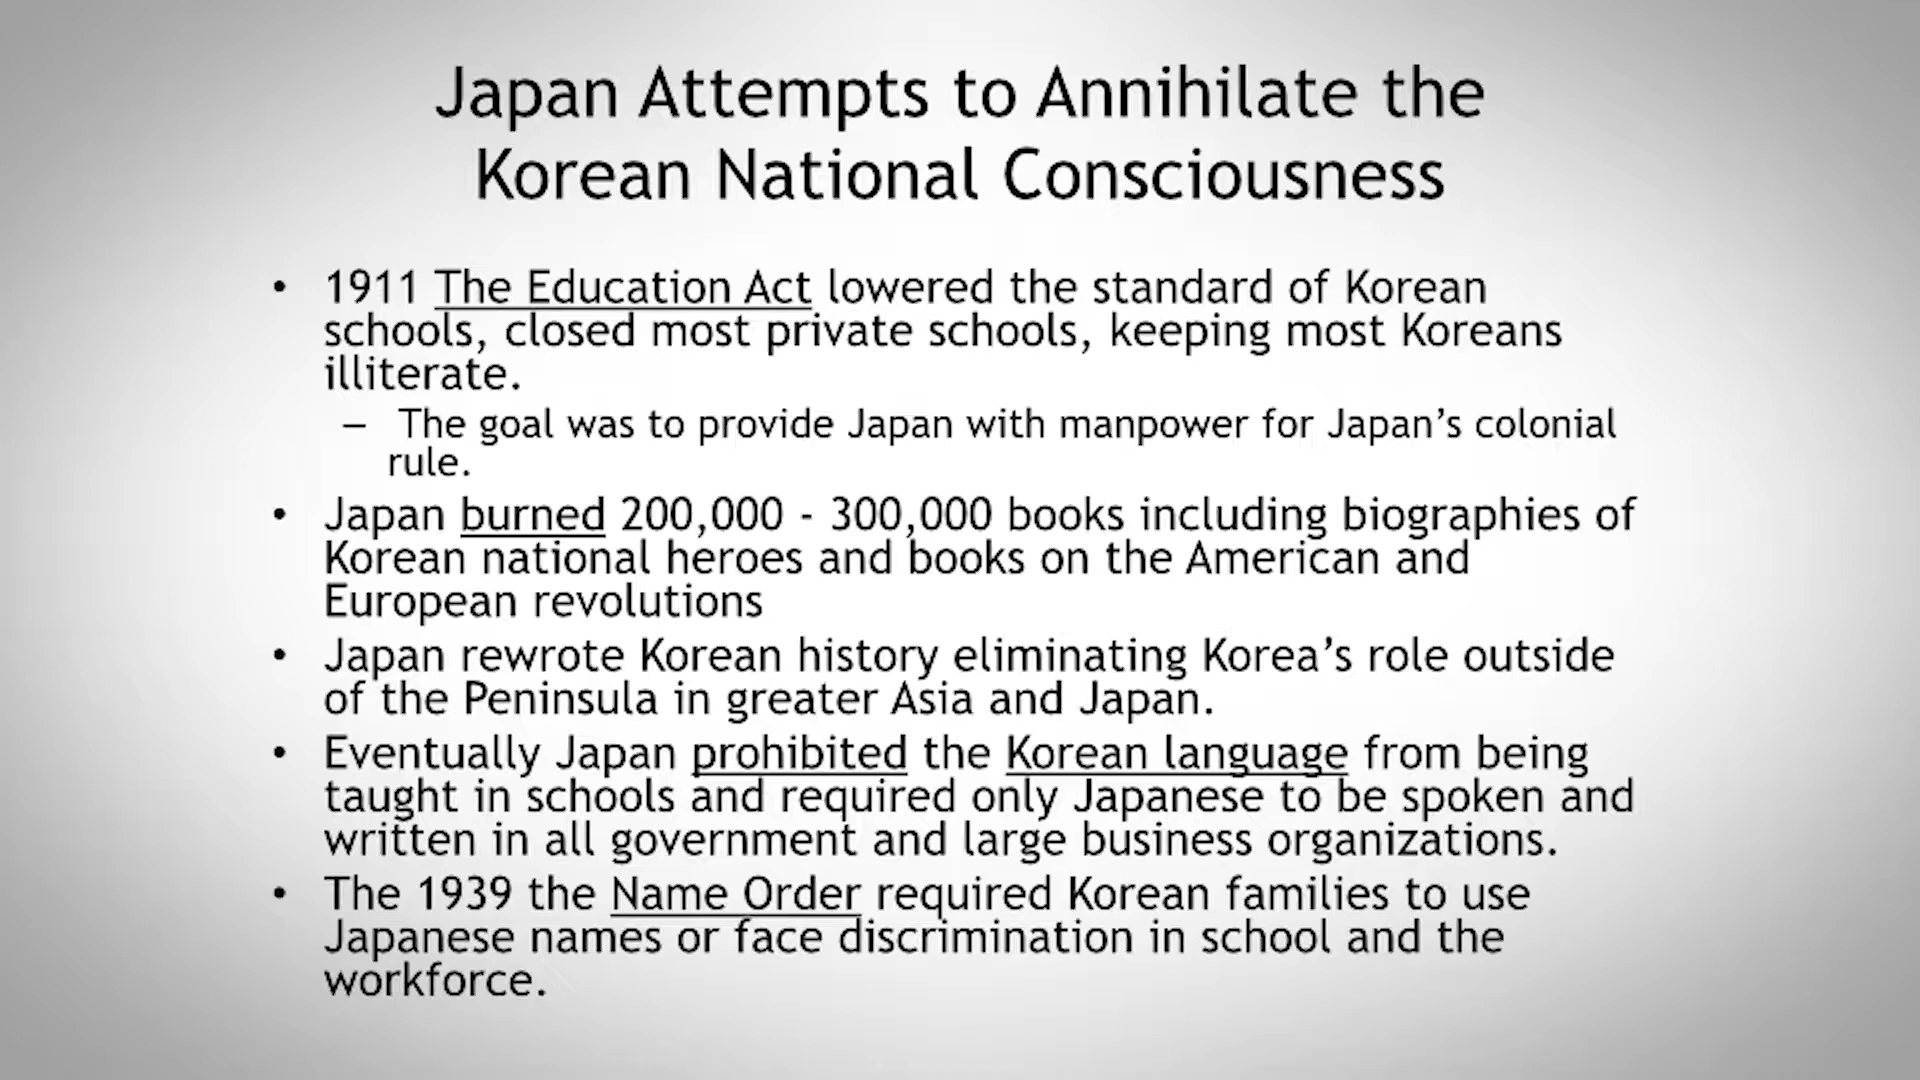 Japan Attempts to Annihilate the
Korean National Consciousness
• 1911 The Education Act lowered the standard of Korean
schools, closed most private schools, keeping most Koreans
illiterate.
– The goal was to provide Japan with manpower for Japan’s colonial
rule.
• Japan burned 200,000 - 300,000 books including biographies of
Korean national heroes and books on the American and
European revolutions
• Japan rewrote Korean history eliminating Korea’s role outside
of the Peninsula in greater Asia and Japan.
• Eventually Japan prohibited the Korean language from being
taught in schools and required only Japanese to be spoken and
written in all government and large business organizations.
• The 1939 the Name Order required Korean families to use
Japanese names or face discrimination in school and the
workforce.